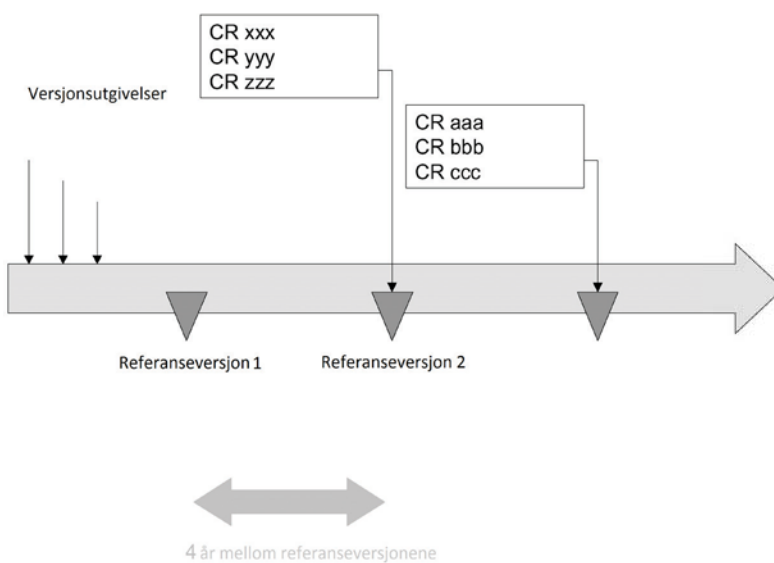 CR xxx
CR yyy
CR zzz
Versjonsutgivelser
CR aaa
CR bbb
CR ccc
Referanseversjon 1
Referanseversjon 2
4 år mellom referanseversjonene